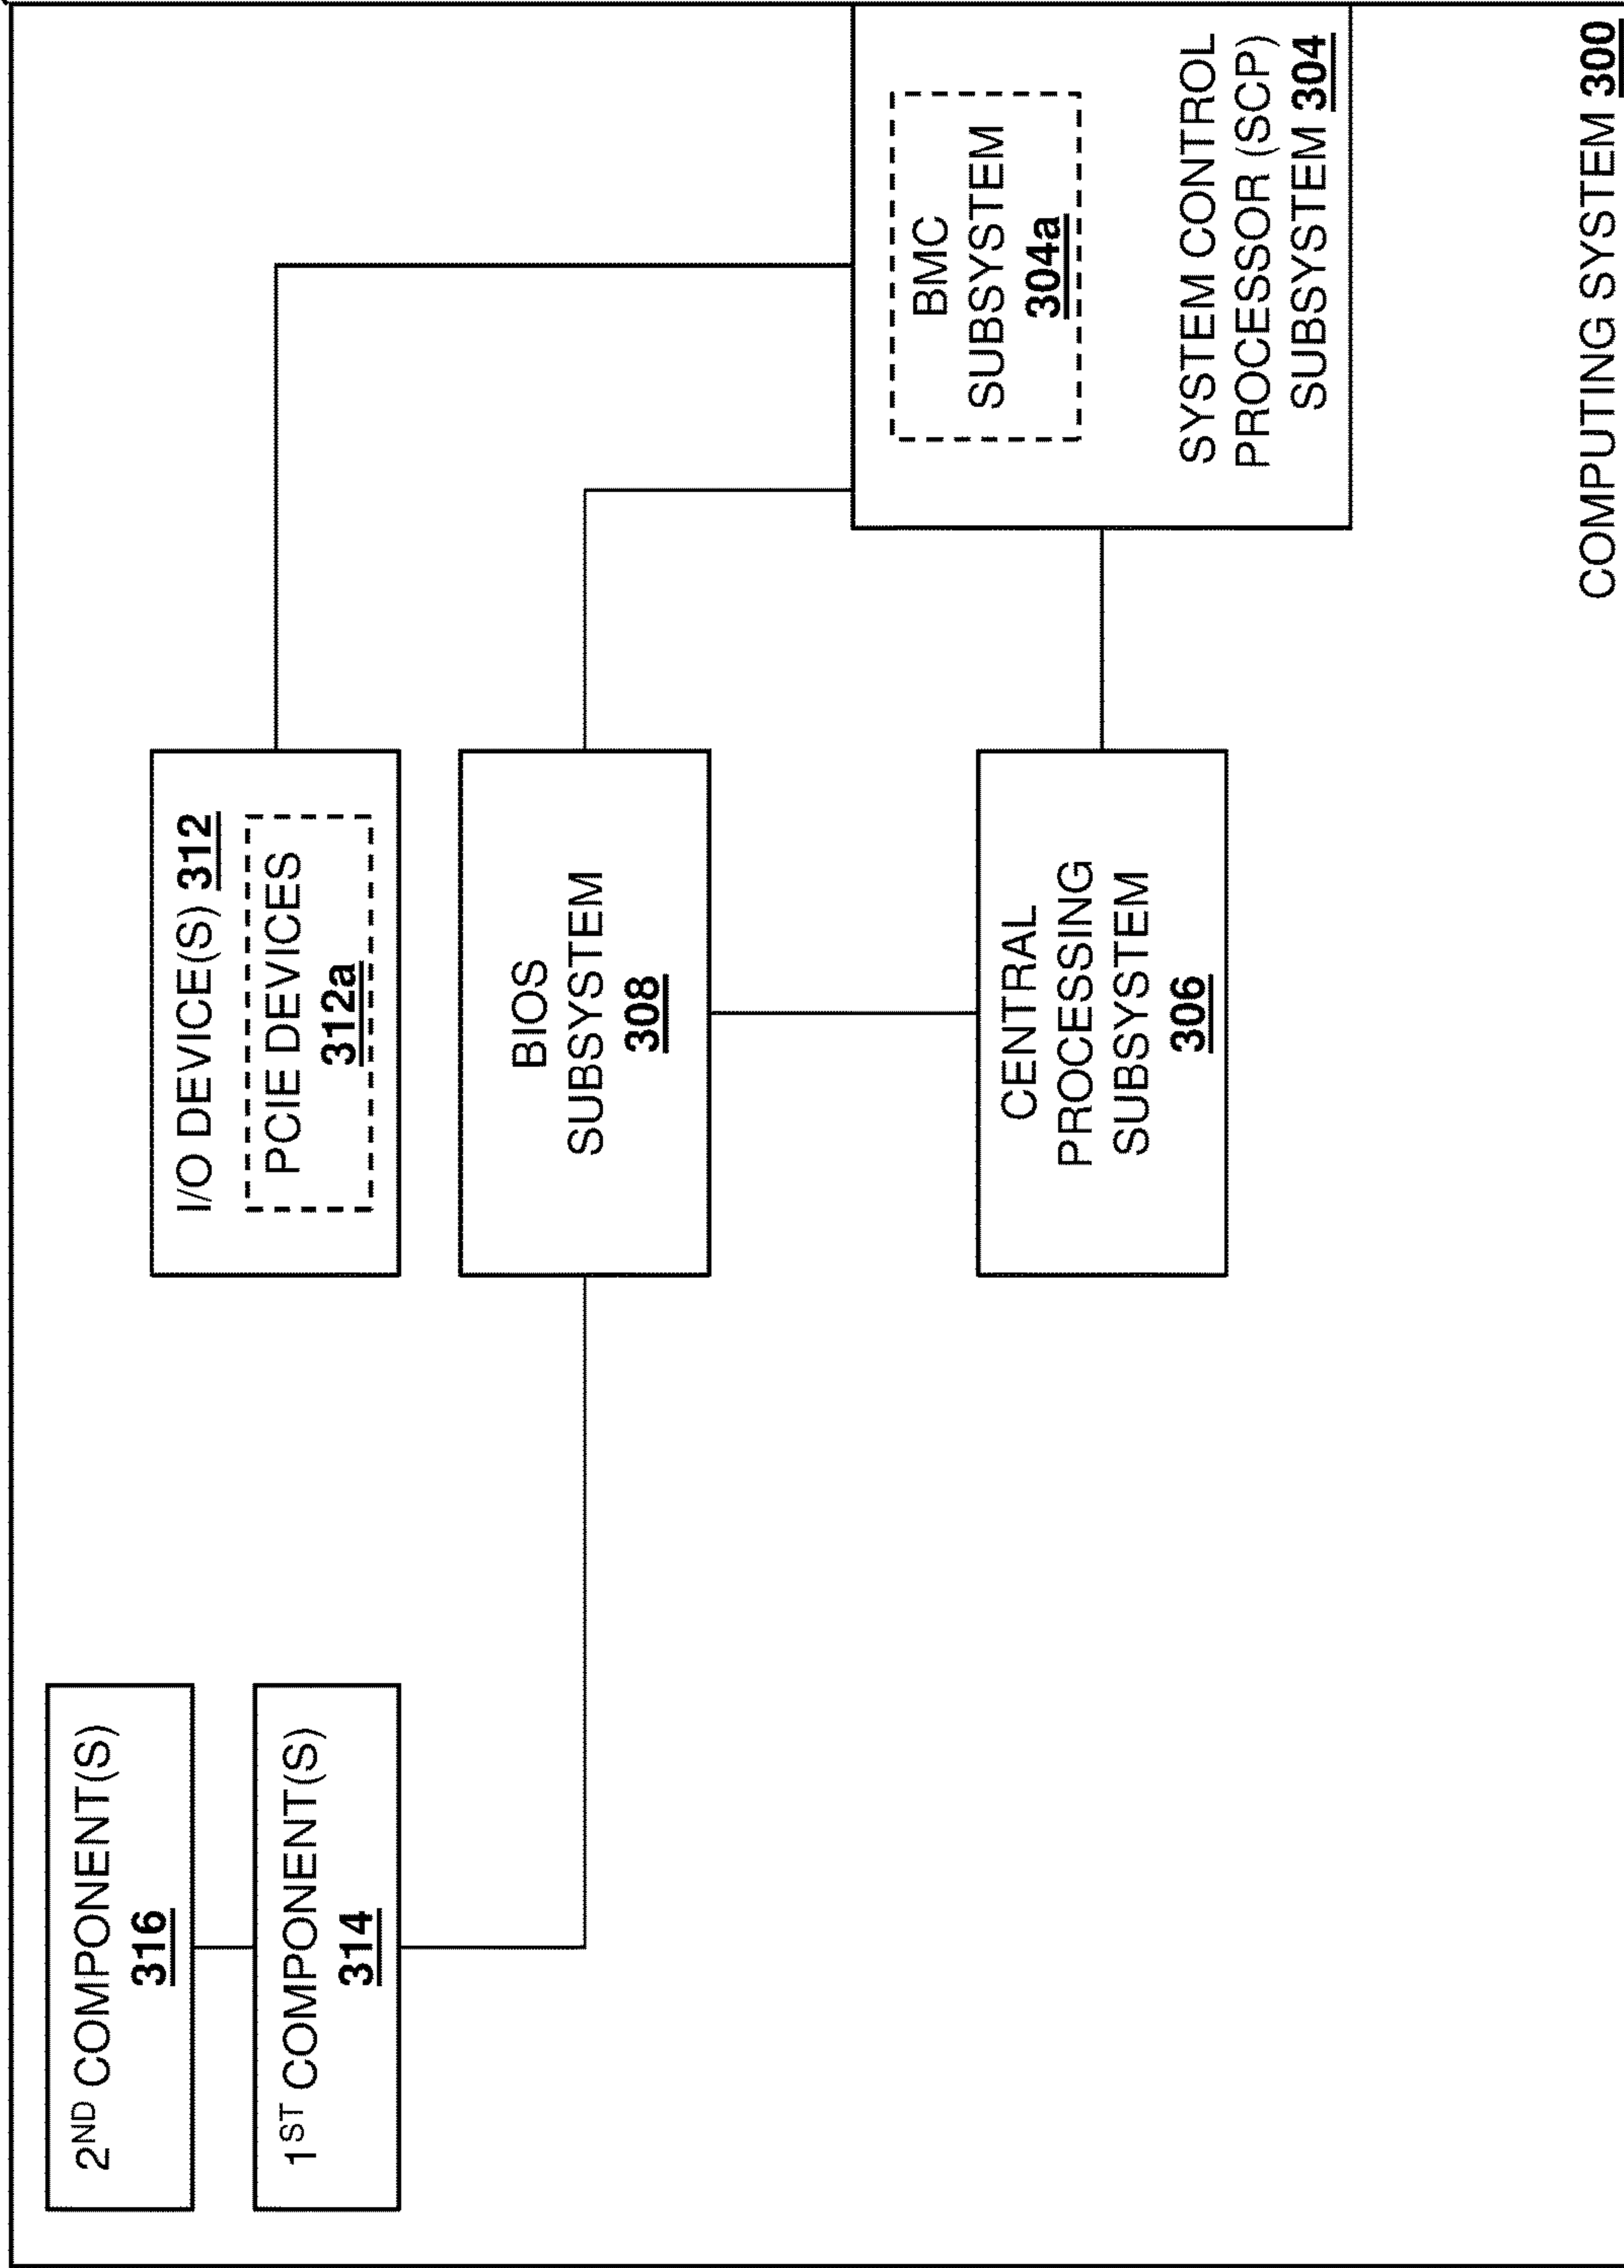 2ND COMPONENT(S)
316
1ST COMPONENT(S)
314
I/O DEVICE(S) 312
PCIE DEVICES
312a
BIOS
SUBSYSTEM
308
CENTRAL
PROCESSING
SUBSYSTEM
306
BMC
SUBSYSTEM
304a
SYSTEM CONTROL
PROCESSOR (SCP)
SUBSYSTEM 304
COMPUTING SYSTEM 300